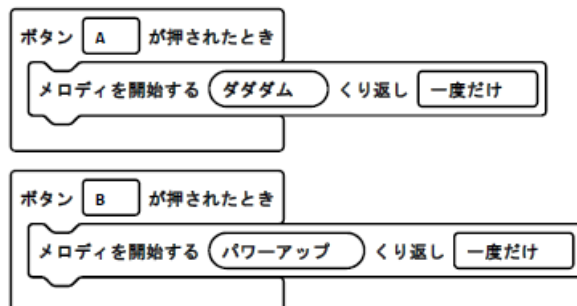 ボタン A が押されたとき
メロディを開始する ダダダム くり返し 一度だけ
ボタン B が押されたとき
メロディを開始する パワーアップ くり返し 一度だけ